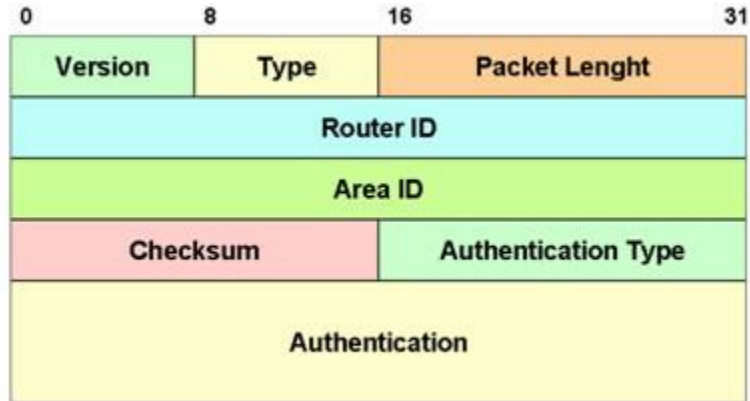 0 8 16 31
Version Type Packet Lenght
Router ID
Area ID
Checksum Authentication Type
Authentication